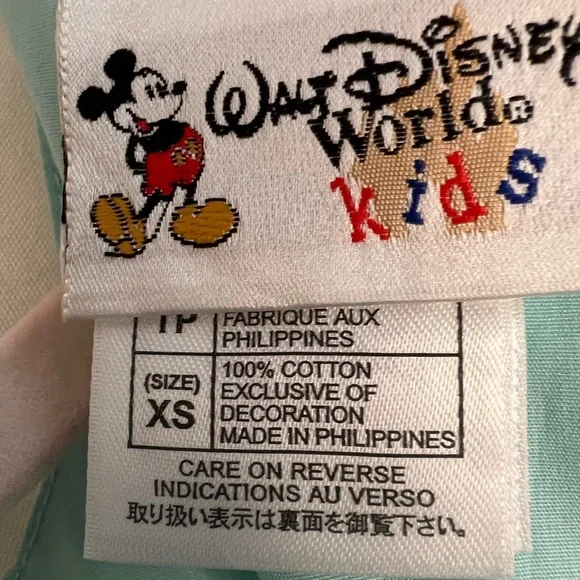 Walt Disney
World®
kids
TP
FABRIQUE AUX
PHILIPPINES
(SIZE)
XS
100% COTTON
EXCLUSIVE OF
DECORATION
MADE IN PHILIPPINES
CARE ON REVERSE
INDICATIONS AU VERSO
取り扱い表示は裏面を御覧下さい。